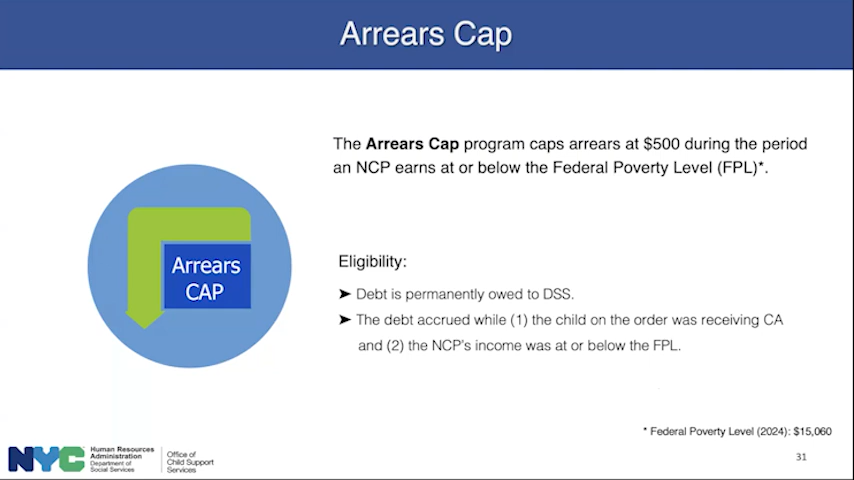 Arrears Cap
The Arrears Cap program caps arrears at $500 during the period
an NCP earns at or below the Federal Poverty Level (FPL)*.
Arrears
CAP
Eligibility:
➤ Debt is permanently owed to DSS.
➤ The debt accrued while (1) the child on the order was receiving CA
and (2) the NCP's income was at or below the FPL.
* Federal Poverty Level (2024): $15,060
NYC
Human Resources
Administration
Department of
Social Services
Office of
Child Support
Services
31